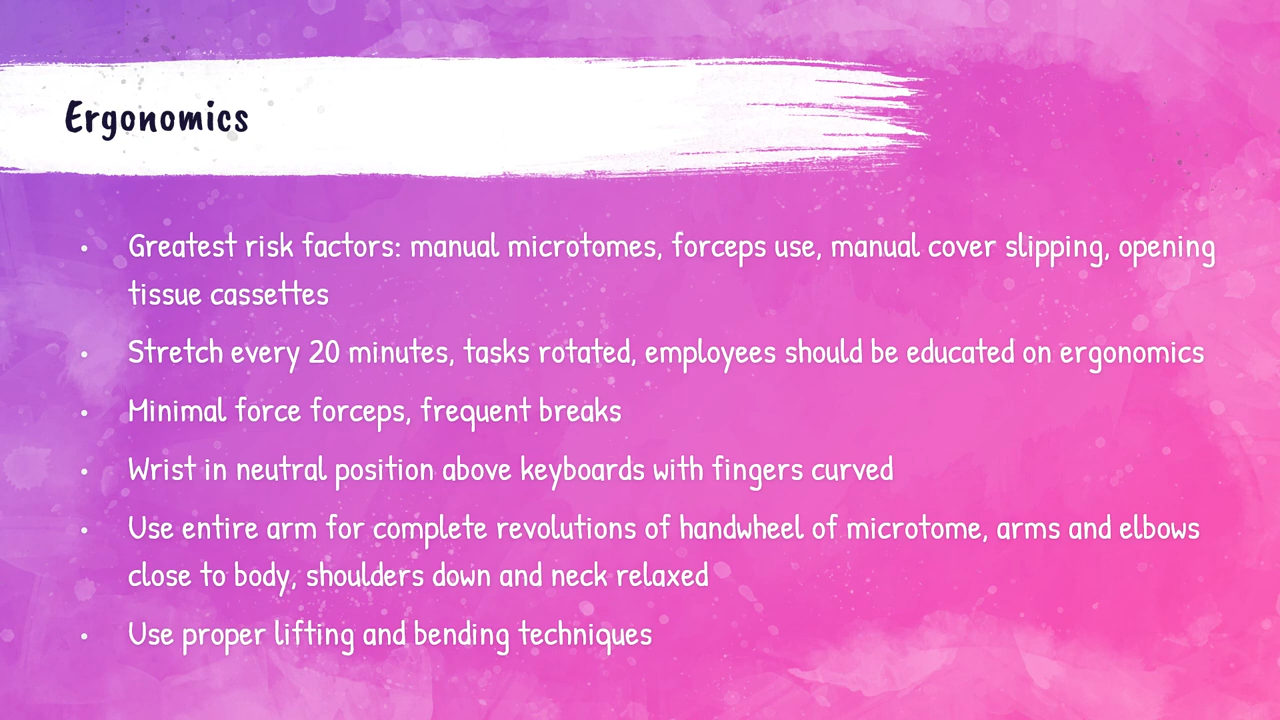 Ergonomics
• Greatest risk factors: manual microtomes, forceps use, manual cover slipping, opening
tissue cassettes
• Stretch every 20 minutes, tasks rotated, employees should be educated on ergonomics
• Minimal force forceps, frequent breaks
• Wrist in neutral position above keyboards with fingers curved
• Use entire arm for complete revolutions of handwheel of microtome, arms and elbows
close to body, shoulders down and neck relaxed
• Use proper lifting and bending techniques